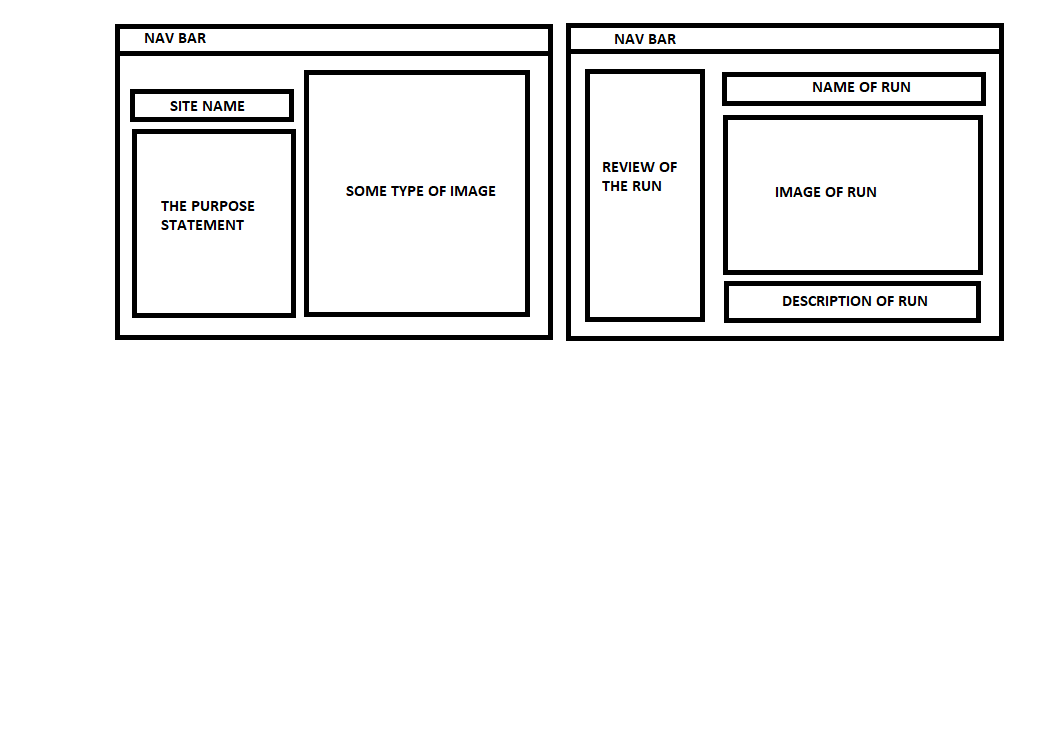 NAV BAR
SITE NAME
THE PURPOSE
STATEMENT
SOME TYPE OF IMAGE
NAV BAR
REVIEW OF
THE RUN
NAME OF RUN
IMAGE OF RUN
DESCRIPTION OF RUN